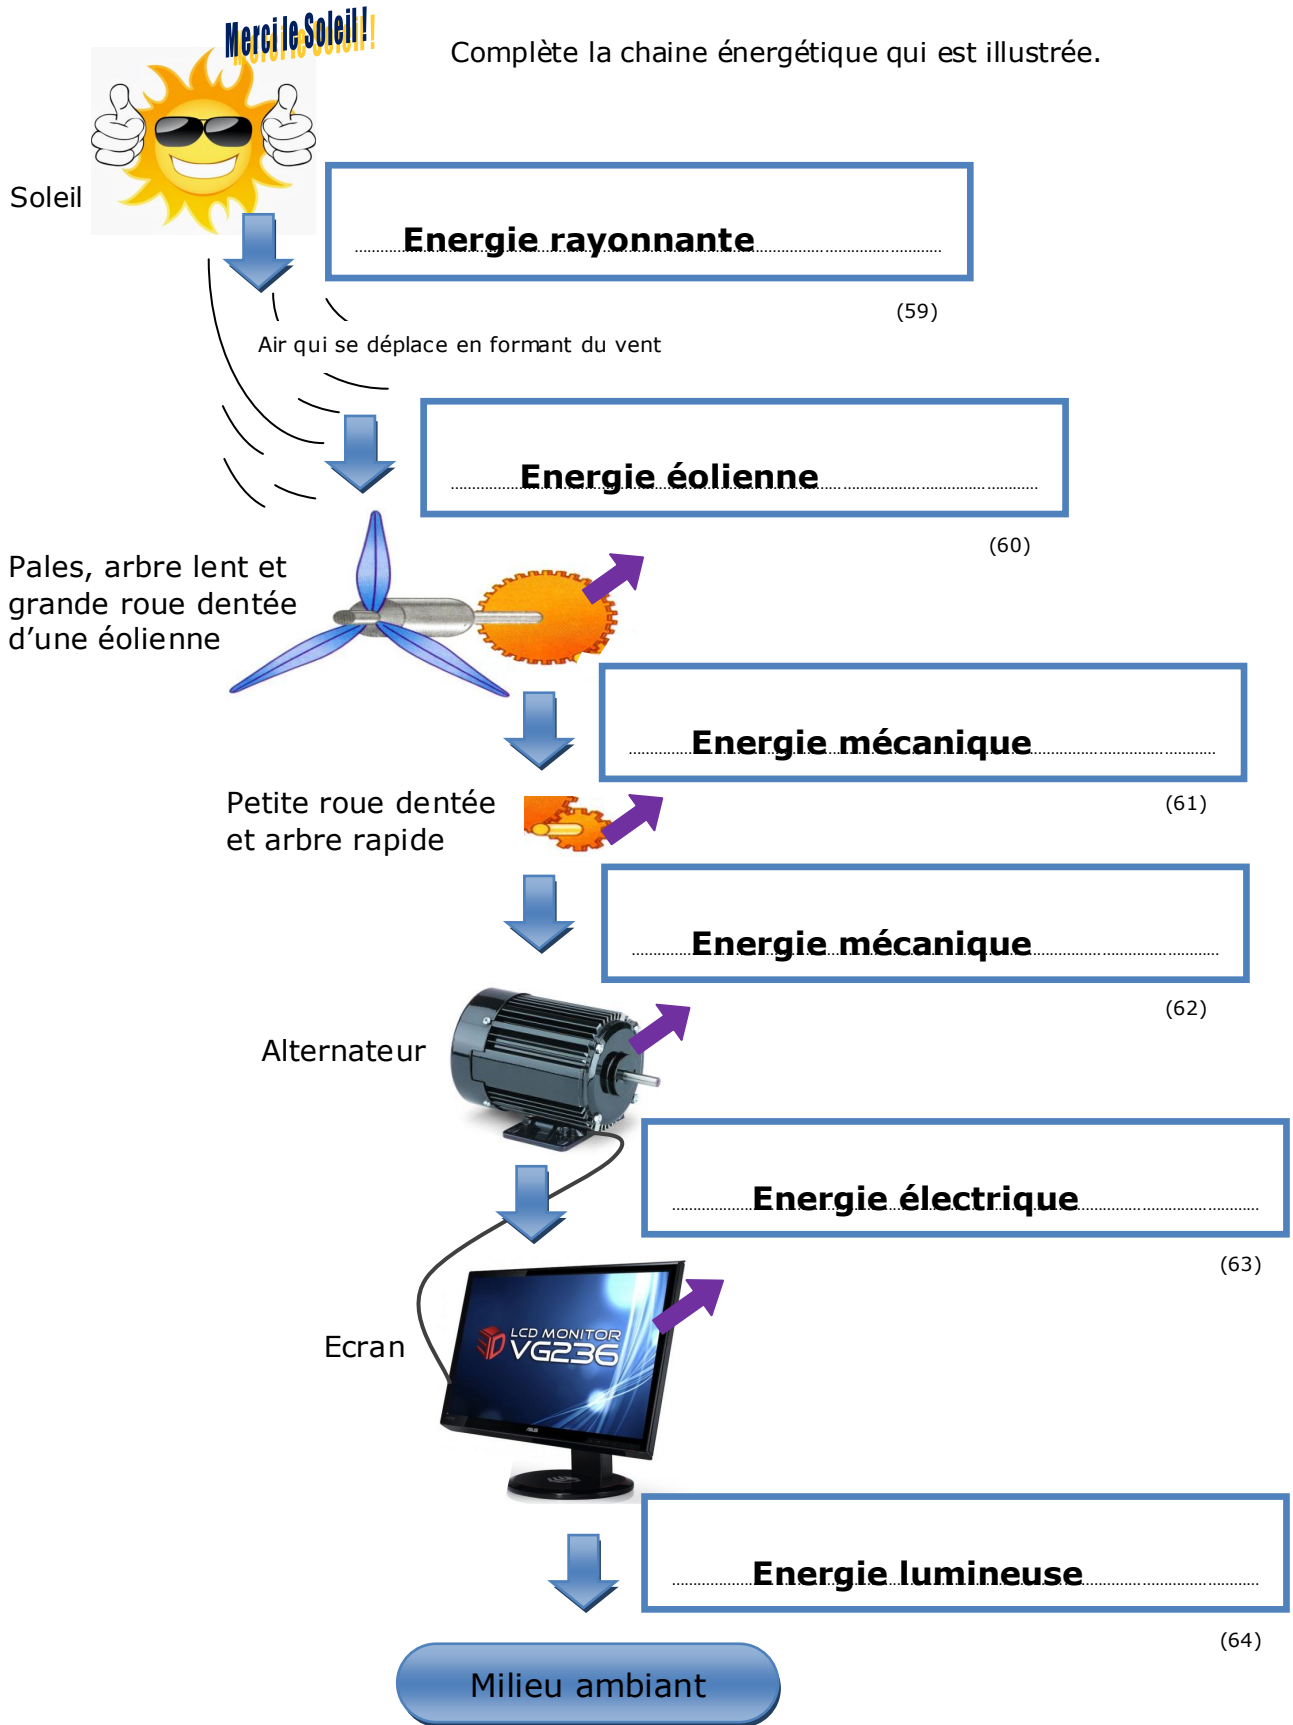 Merci le Soleil !
Complète la chaine énergétique qui est illustrée.
Soleil
Energie rayonnante
(59)
Air qui se déplace en formant du vent
Energie éolienne
(60)
Pales, arbre lent et
grande roue dentée
d’une éolienne
Energie mécanique
(61)
Petite roue dentée
et arbre rapide
Energie mécanique
(62)
Alternateur
Energie électrique
(63)
Ecran
3D LCD MONITOR
VG236
ASUS
Energie lumineuse
(64)
Milieu ambiant